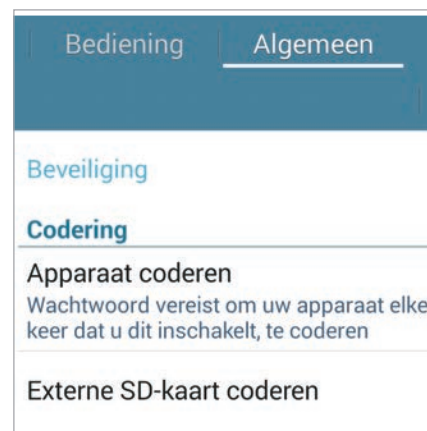 Bediening Algemeen
Beveiliging
Codering
Apparaat coderen
Wachtwoord vereist om uw apparaat elke
keer dat u dit inschakelt, te coderen
Externe SD-kaart coderen